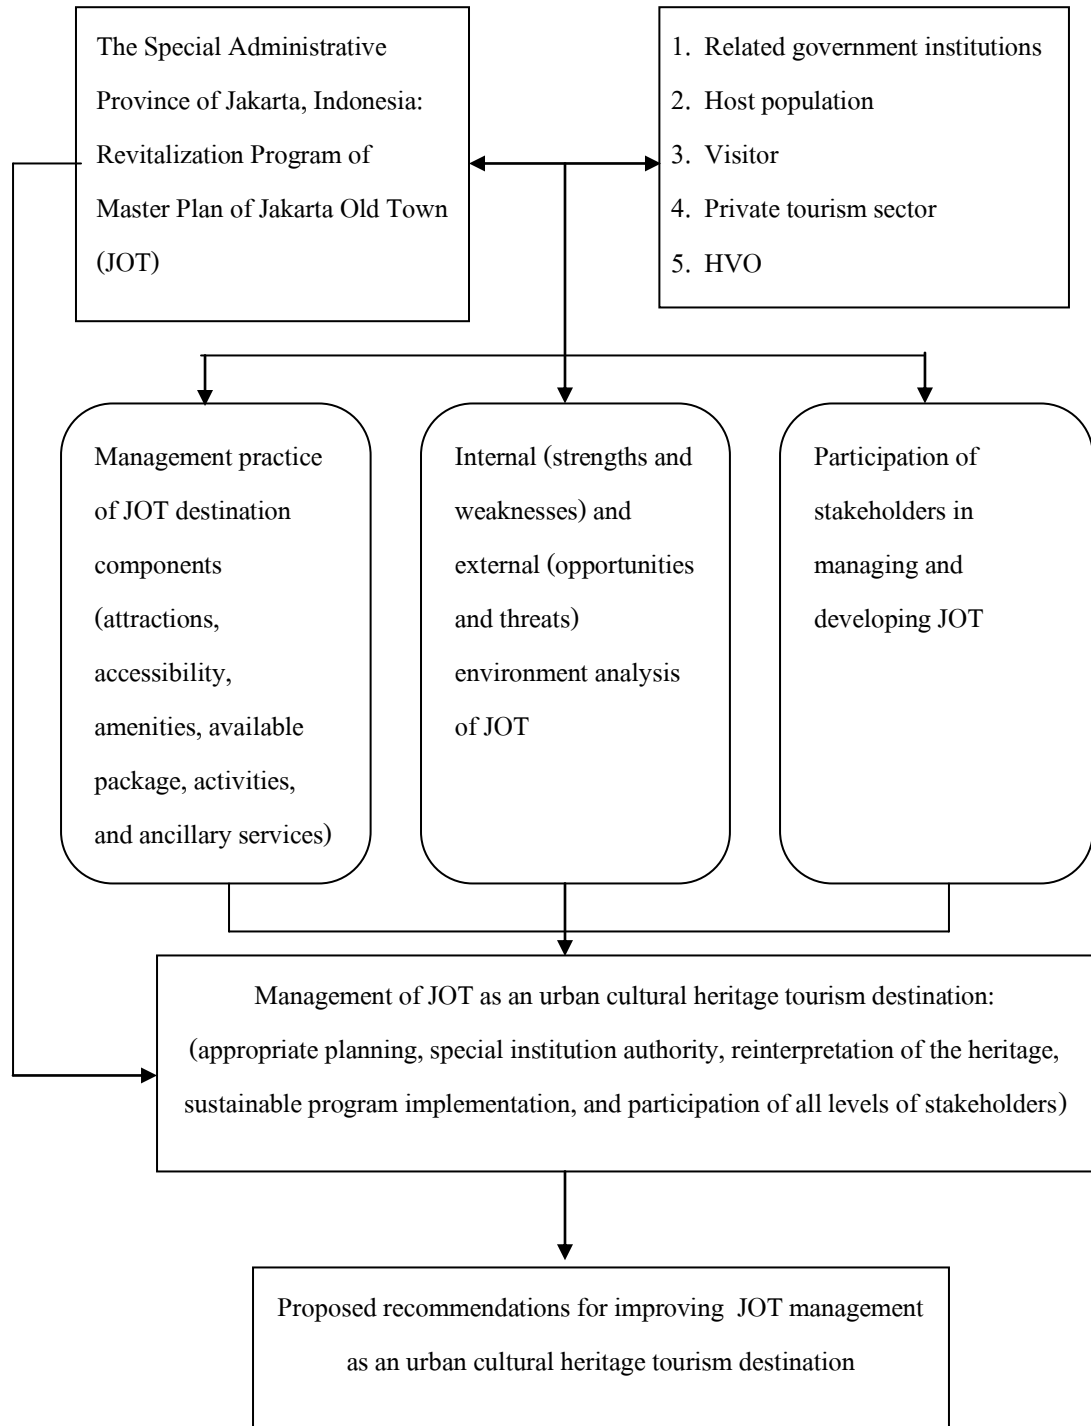 The Special Administrative
Province of Jakarta, Indonesia:
Revitalization Program of
Master Plan of Jakarta Old Town
(JOT)
1. Related government institutions
2. Host population
3. Visitor
4. Private tourism sector
5. HVO
Management practice
of JOT destination
components
(attractions,
accessibility,
amenities, available
package, activities,
and ancillary services)
Internal (strengths and
weaknesses) and
external (opportunities
and threats)
environment analysis
of JOT
Participation of
stakeholders in
managing and
developing JOT
Management of JOT as an urban cultural heritage tourism destination:
(appropriate planning, special institution authority, reinterpretation of the heritage,
sustainable program implementation, and participation of all levels of stakeholders)
Proposed recommendations for improving JOT management
as an urban cultural heritage tourism destination